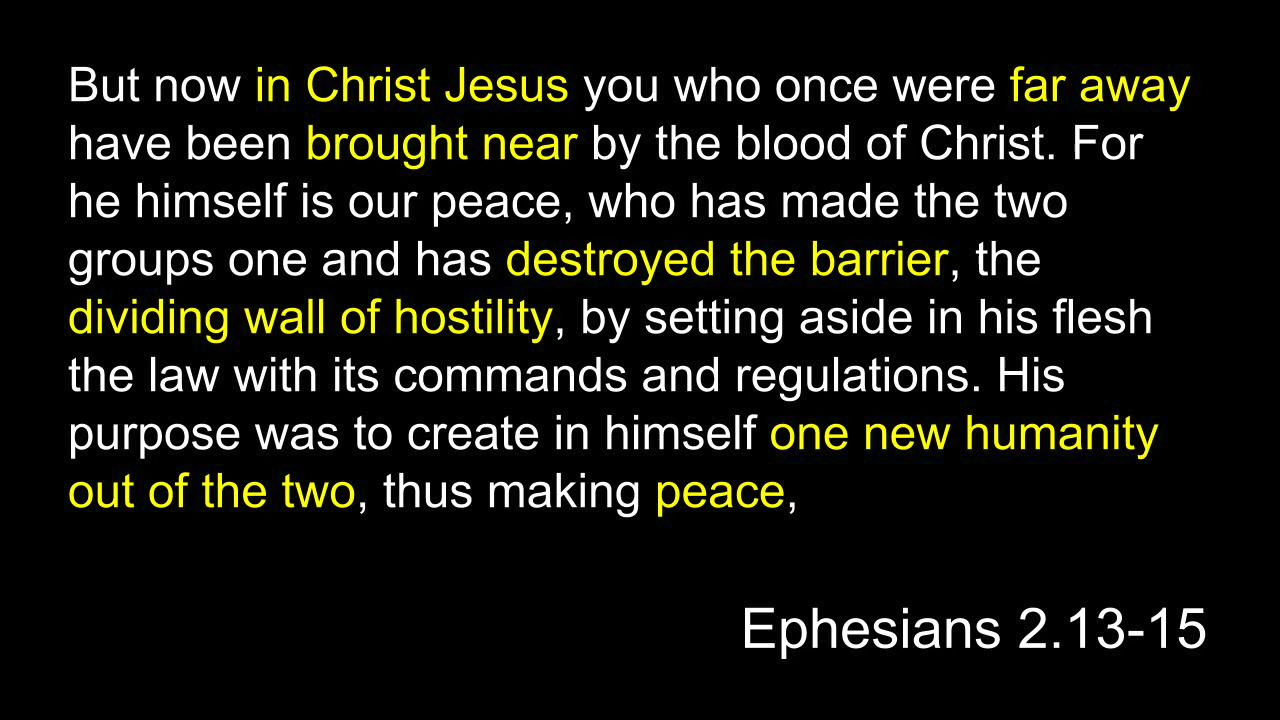 But now in Christ Jesus you who once were far away
have been brought near by the blood of Christ. For
he himself is our peace, who has made the two
groups one and has destroyed the barrier, the
dividing wall of hostility, by setting aside in his flesh
the law with its commands and regulations. His
purpose was to create in himself one new humanity
out of the two, thus making peace,
Ephesians 2.13-15